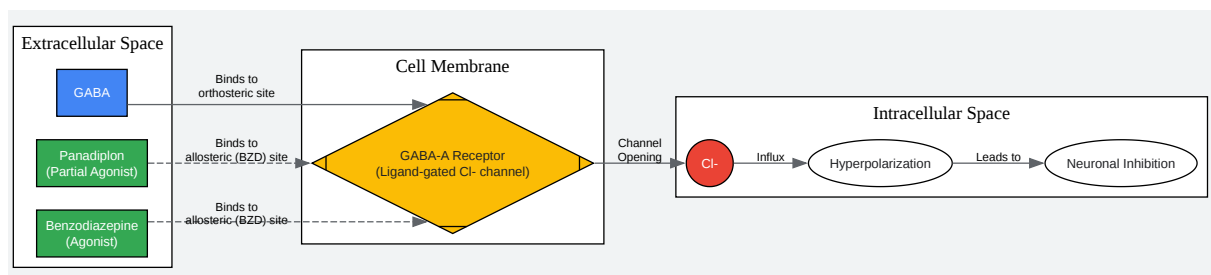 Extracellular Space
GABA
Panadiplon
(Partial Agonist)
Benzodiazepine
(Agonist)
Binds to
orthosteric site
Binds to
allosteric (BZD) site
Binds to
allosteric (BZD) site
Cell Membrane
GABA-A Receptor
(Ligand-gated Cl- channel)
Channel
Opening
Intracellular Space
Cl-
Influx
Hyperpolarization
Leads to
Neuronal Inhibition